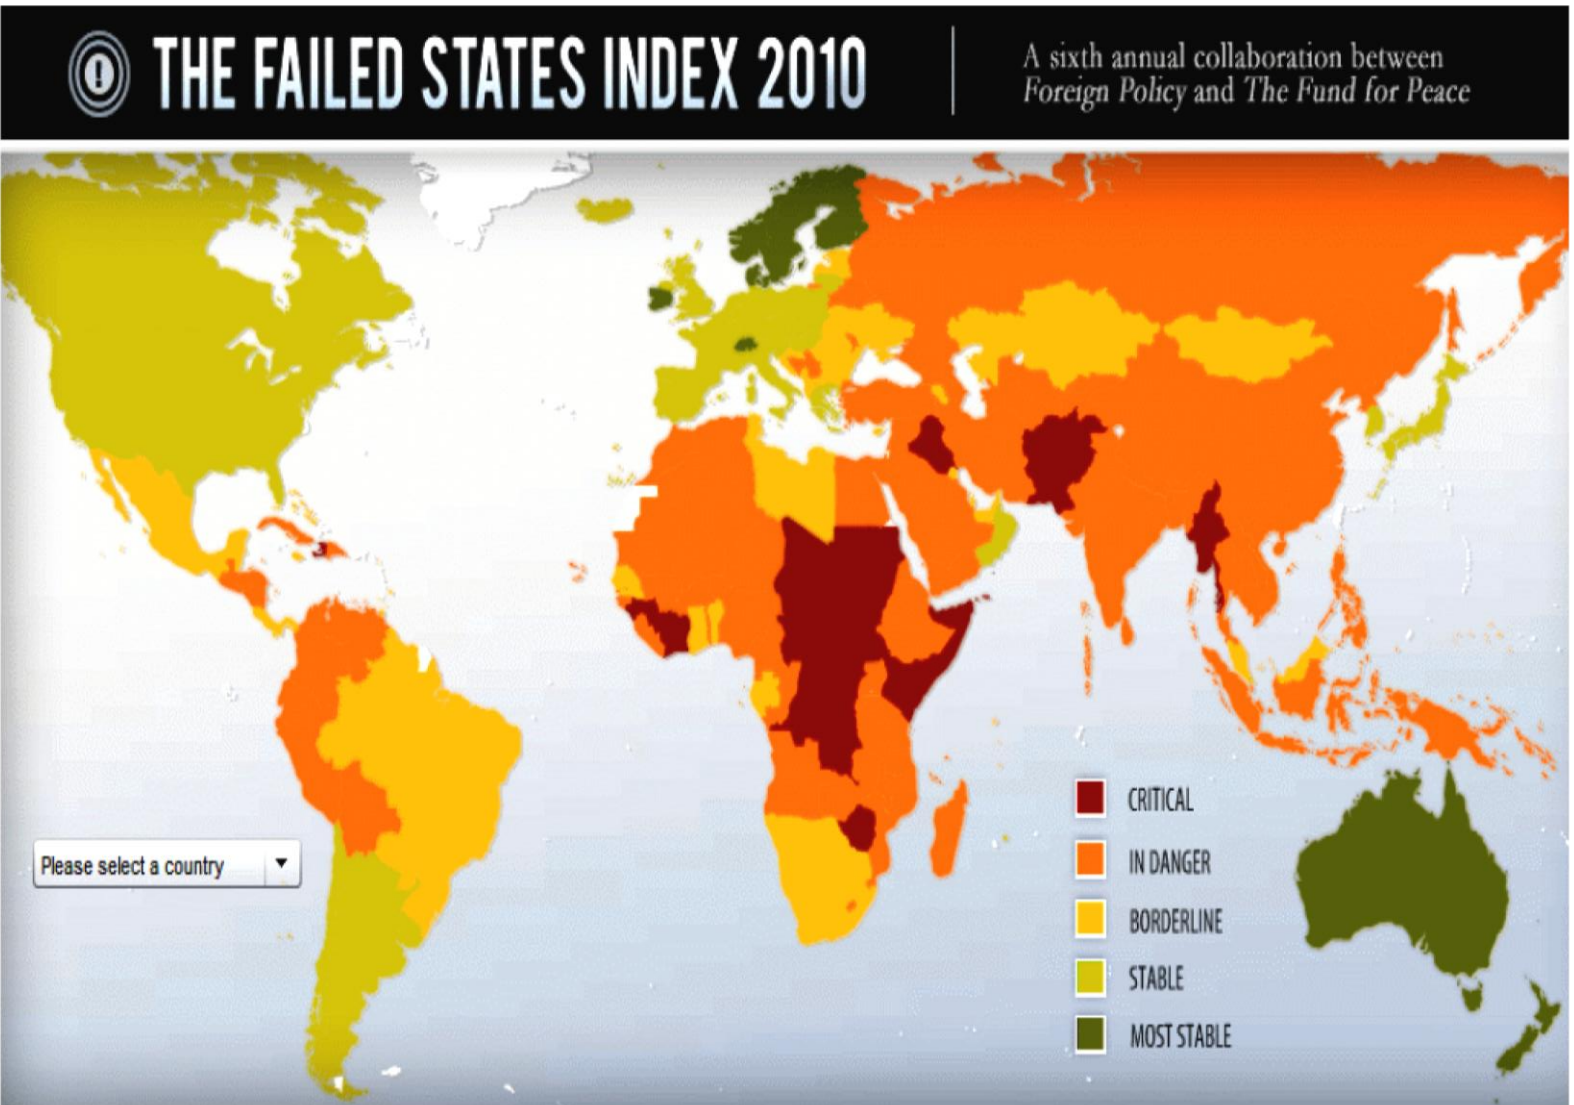 THE FAILED STATES INDEX 2010
A sixth annual collaboration between
Foreign Policy and The Fund for Peace
Please select a country
CRITICAL
IN DANGER
BORDERLINE
STABLE
MOST STABLE